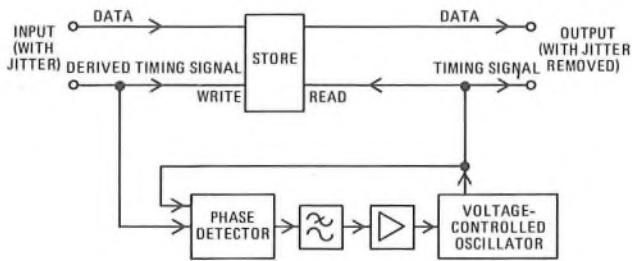 DATA
DATA
INPUT
(WITH
JITTER)
OUTPUT
(WITH JITTER
REMOVED)
STORE
DERIVED TIMING SIGNAL
TIMING SIGNAL
WRITE
READ
PHASE
DETECTOR
VOLTAGE-
CONTROLLED
OSCILLATOR